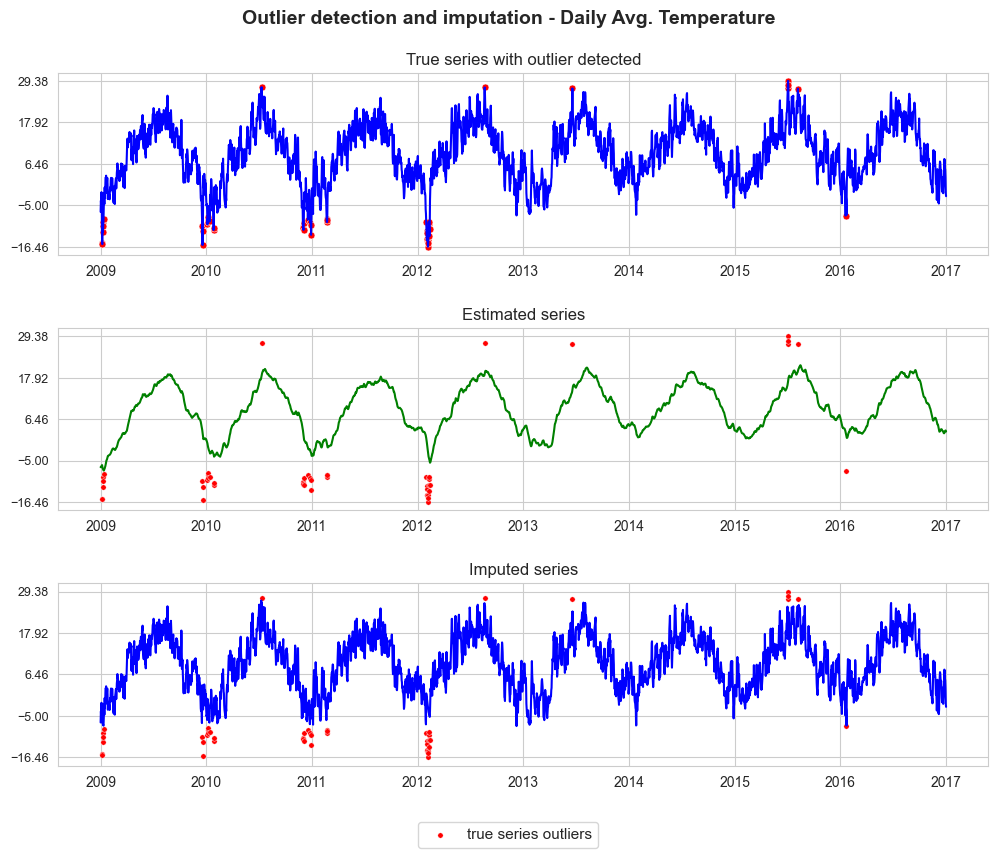 Outlier detection and imputation - Daily Avg. Temperature
True series with outlier detected
29.38
17.92
6.46
−5.00
−16.46
2009 2010 2011 2012 2013 2014 2015 2016 2017
Estimated series
29.38
17.92
6.46
−5.00
−16.46
2009 2010 2011 2012 2013 2014 2015 2016 2017
Imputed series
29.38
17.92
6.46
−5.00
−16.46
2009 2010 2011 2012 2013 2014 2015 2016 2017
true series outliers